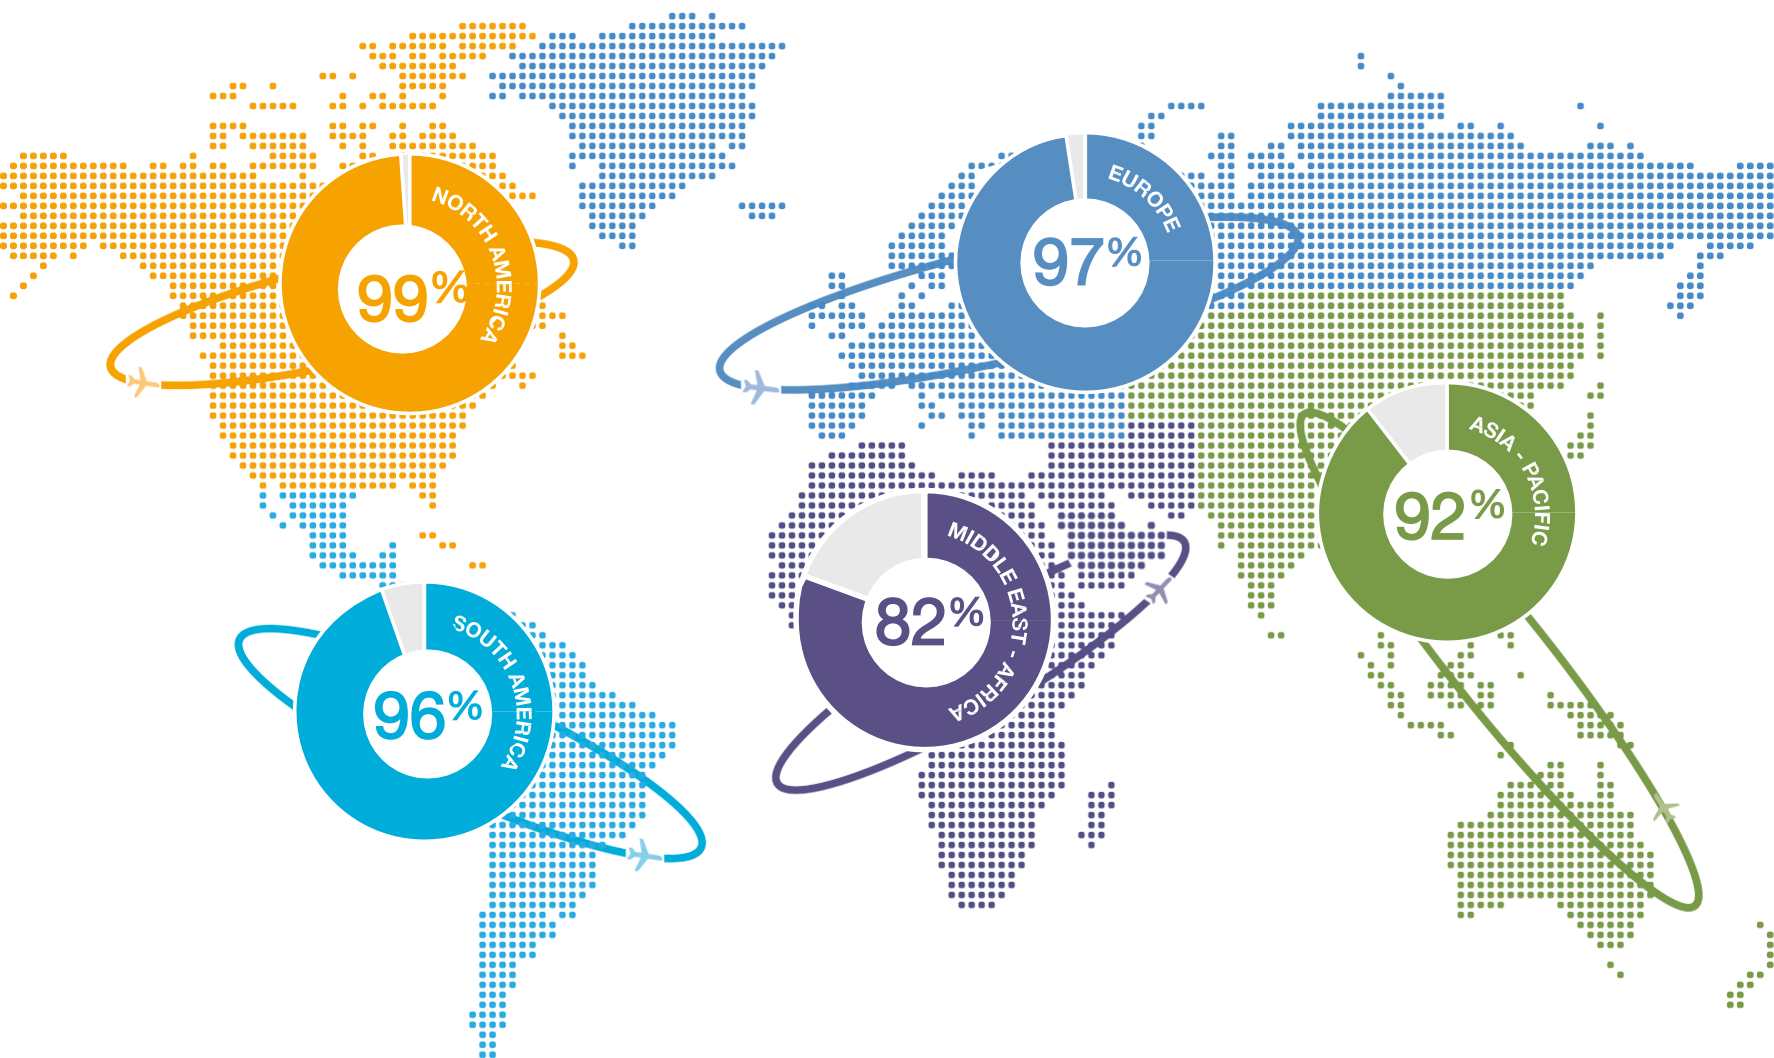 NORTH AMERICA
99%
EUROPE
97%
ASIA - PACIFIC
92%
MIDDLE EAST - AFRICA
82%
SOUTH AMERICA
96%